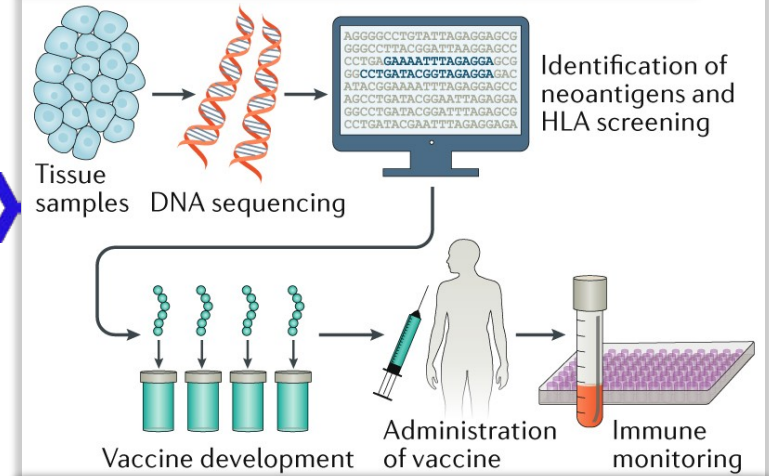 AGGGGCCTGTATTAGAGGAGCG
GGGCCTTACGGATTAAGGAGCC
CCTGAGAAAATTTAGAGGAGCG
GGCCTGATACGGTAGAGGAGAC
ATACGGAAAATTTAGAGGAGCC
AGCCTGATACGGAATTAGAGGA
GGCCTGATACGGATTTAGAGCG
CCTGATACGAATTTAGAGGAGA
Identification of
neoantigens and
HLA screening
Tissue
samples
DNA sequencing
Vaccine development
Administration
of vaccine
Immune
monitoring